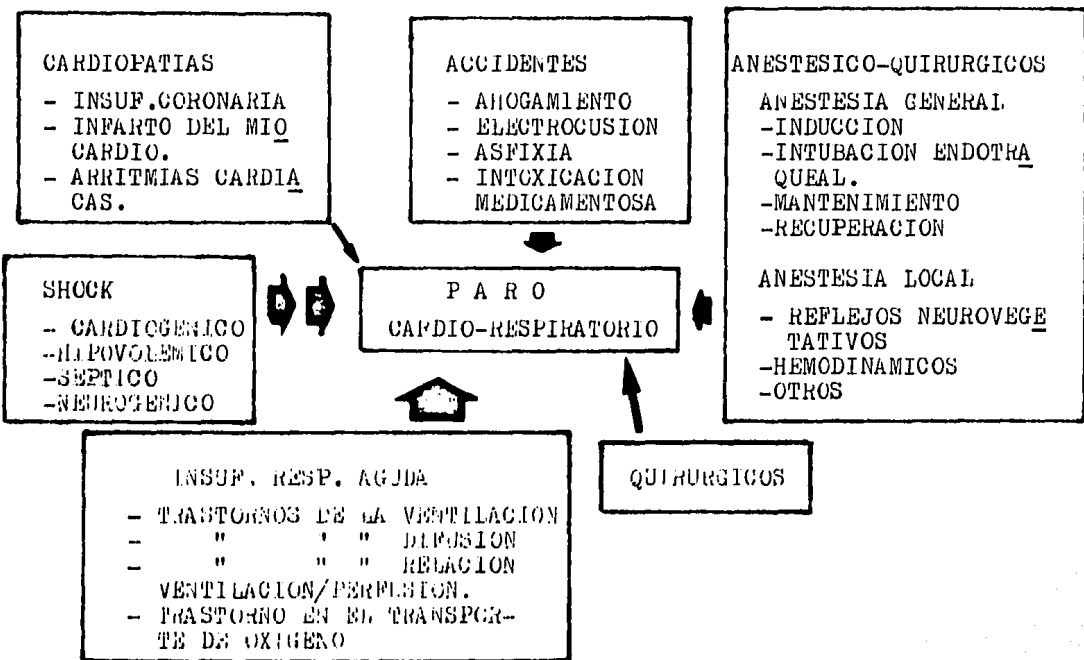 CARDIOPATIAS
- INSUF.CORONARIA
- INFARTO DEL MIO
CARDIO.
- ARRITMIAS CARDIA
CAS.
ACCIDENTES
- AHOGAMIENTO
- ELECTROCUSION
- ASFIXIA
- INTOXICACION
MEDICAMENTOSA
ANESTESICO-QUIRURGICOS
ANESTESIA GENERAL
-INDUCCION
-INTUBACION ENDOTRA
QUEAL.
-MANTENIMIENTO
-RECUPERACION
ANESTESIA LOCAL
- REFLEJOS NEUROVEGE
TATIVOS
-HEMODINAMICOS
-OTROS
SHOCK
- CARDIOGENICO
-HIPOVOLEMICO
-SEPTICO
-NEUROGENICO
P A R O
CARDIO-RESPIRATORIO
INSUF. RESP. AGUDA
- TRASTORNOS DE LA VENTILACION
- " " " DIFUSION
- " " " RELACION
VENTILACION/PERFUSION.
- TRASTORNO EN EL TRANSPOR-
TE DE OXIGENO
QUIRURGICOS